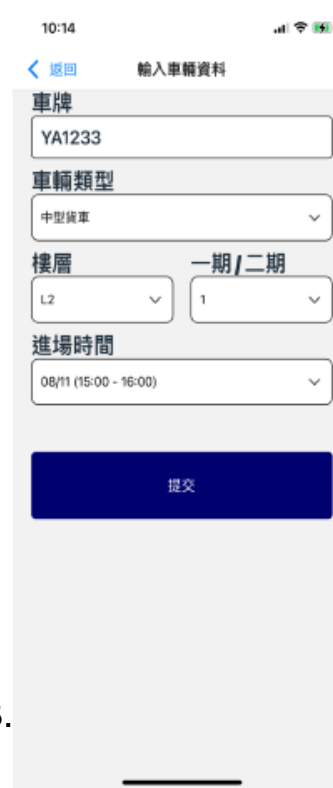 10:14
返回 輸入車輛資料
車牌
YA1233
車輛類型
中型貨車
樓層 一期/二期
L2 1
進場時間
08/11 (15:00 - 16:00)
提交